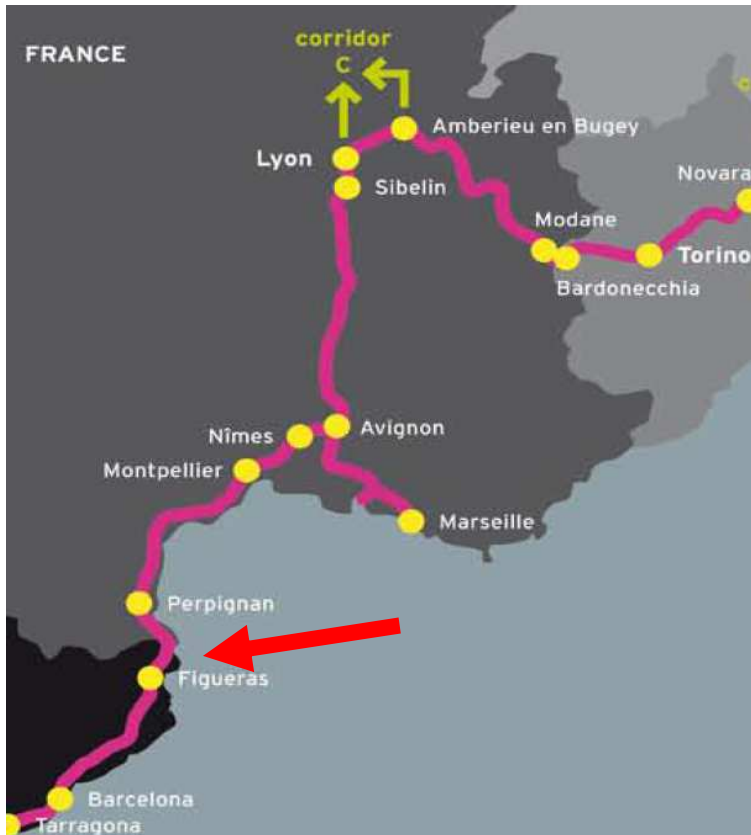 FRANCE
corridor
C
Amberieu en Bugey
Lyon
Sibelin
Novara
Modane
Torino
Bardonecchia
Avignon
Nîmes
Montpellier
Marseille
Perpignan
Figueras
Barcelona
Tarragona